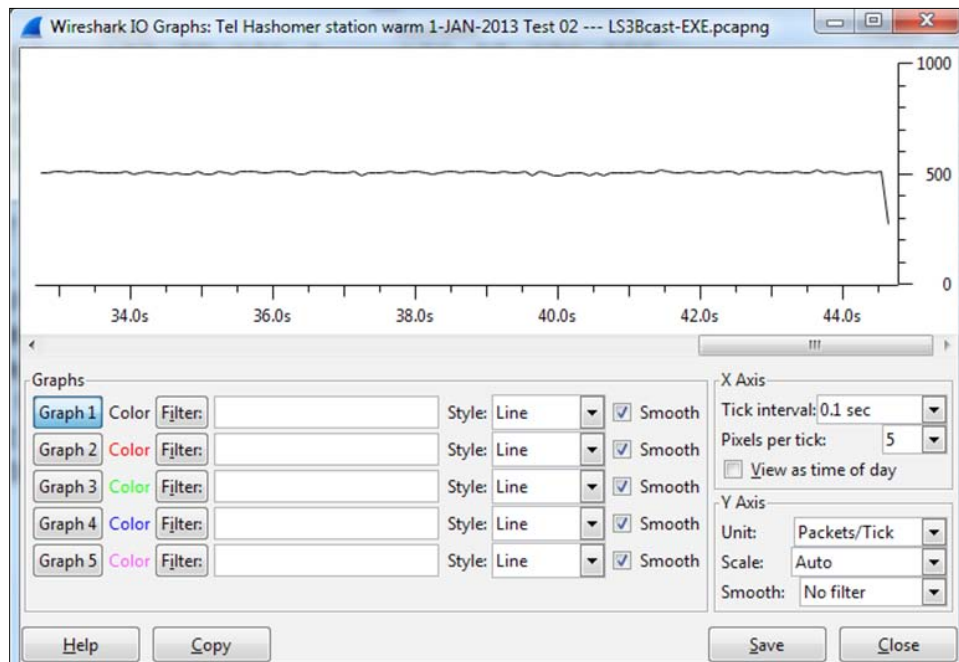 Wireshark IO Graphs: Tel Hashomer station warm 1-JAN-2013 Test 02 --- LS3Bcast-EXE.pcapng
1000
500
0
34.0s 36.0s 38.0s 40.0s 42.0s 44.0s
Graphs
Graph 1 Color Filter: Style: Line Smooth
Graph 2 Color Filter: Style: Line Smooth
Graph 3 Color Filter: Style: Line Smooth
Graph 4 Color Filter: Style: Line Smooth
Graph 5 Color Filter: Style: Line Smooth
X Axis
Tick interval: 0.1 sec
Pixels per tick: 5
View as time of day
Y Axis
Unit: Packets/Tick
Scale: Auto
Smooth: No filter
Help Copy Save Close